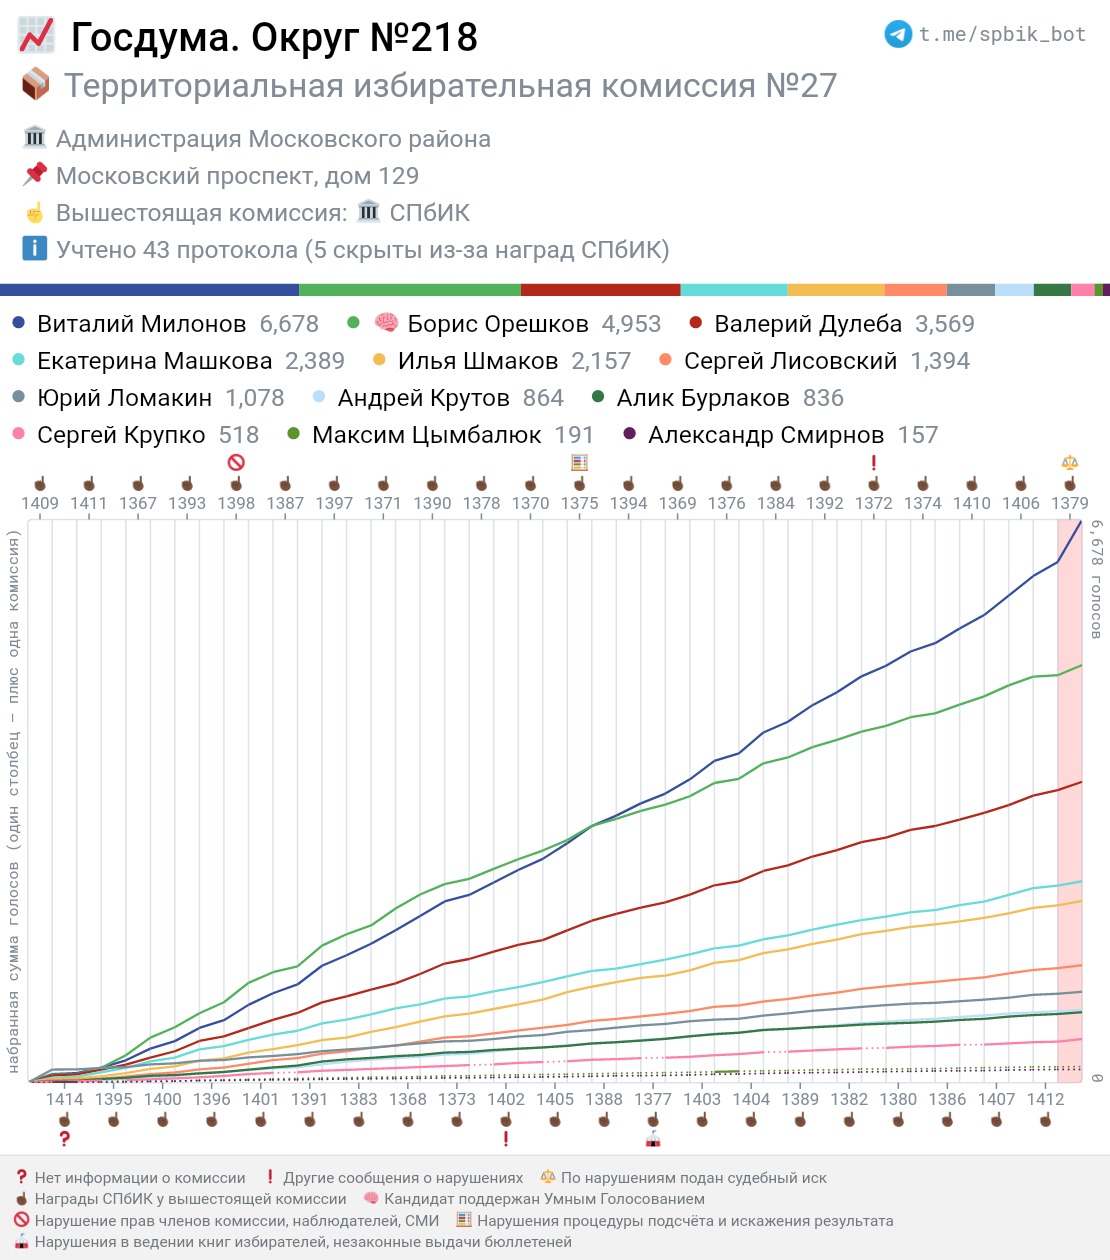 Госдума. Округ №218
t.me/spbik_bot
Территориальная избирательная комиссия №27
Администрация Московского района
Московский проспект, дом 129
Вышестоящая комиссия: СПбИК
Учтено 43 протокола (5 скрыты из-за наград СПбИК)
Виталий Милонов 6,678 Борис Орешков 4,953 Валерий Дулеба 3,569
Екатерина Машкова 2,389 Илья Шмаков 2,157 Сергей Лисовский 1,394
Юрий Ломакин 1,078 Андрей Крутов 864 Алик Бурлаков 836
Сергей Крупко 518 Максим Цымбалюк 191 Александр Смирнов 157
1409 1411 1367 1393 1398 1387 1397 1371 1390 1378 1370 1375 1394 1369 1376 1384 1392 1372 1374 1410 1406 1379
набранная сумма голосов (один столбец — плюс одна комиссия)
6,678 голосов
0
1414 1395 1400 1396 1401 1391 1383 1368 1373 1402 1405 1388 1377 1403 1404 1389 1382 1380 1386 1407 1412
Нет информации о комиссии Другие сообщения о нарушениях По нарушениям подан судебный иск
Награды СПбИК у вышестоящей комиссии Кандидат поддержан Умным Голосованием
Нарушение прав членов комиссии, наблюдателей, СМИ Нарушения процедуры подсчёта и искажения результата
Нарушения в ведении книг избирателей, незаконные выдачи бюллетеней